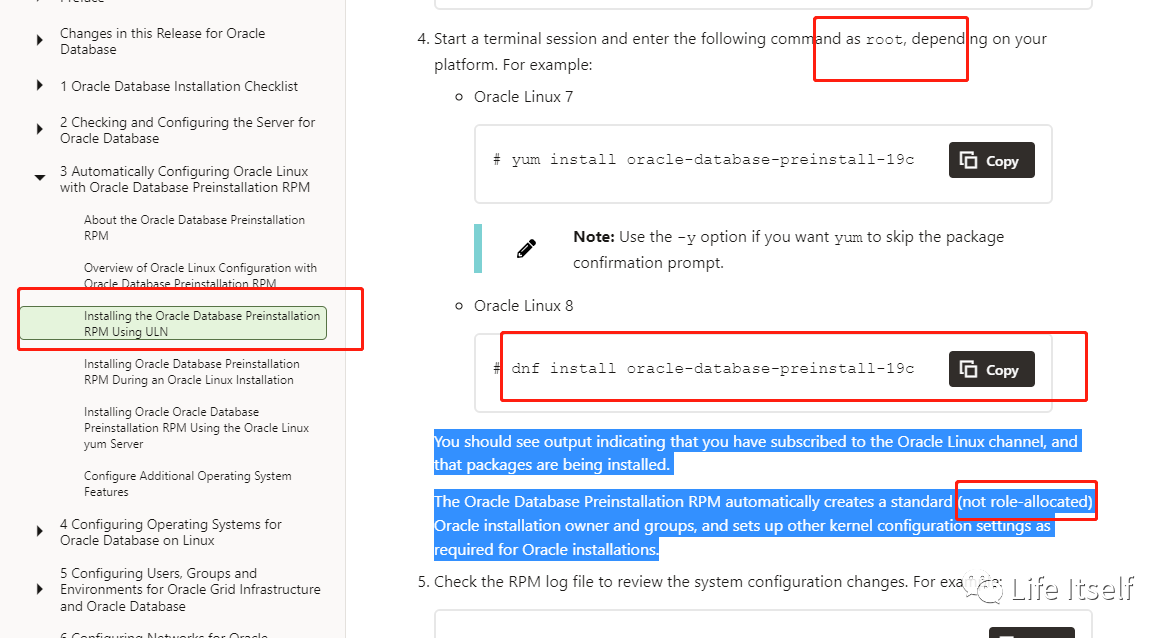 Preface
Changes in this Release for Oracle
Database
1 Oracle Database Installation Checklist
2 Checking and Configuring the Server for
Oracle Database
3 Automatically Configuring Oracle Linux
with Oracle Database Preinstallation RPM
About the Oracle Database Preinstallation
RPM
Overview of Oracle Linux Configuration with
Oracle Database Preinstallation RPM
Installing the Oracle Database Preinstallation
RPM Using ULN
Installing Oracle Database Preinstallation
RPM During an Oracle Linux Installation
Installing Oracle Oracle Database
Preinstallation RPM Using the Oracle Linux
yum Server
Configure Additional Operating System
Features
4 Configuring Operating Systems for
Oracle Database on Linux
5 Configuring Users, Groups and
Environments for Oracle Grid Infrastructure
and Oracle Database
6 Configuring Networks for Oracle
4. Start a terminal session and enter the following command as root, depending on your
platform. For example:
Oracle Linux 7
# yum install oracle-database-preinstall-19c
Copy
Note: Use the -y option if you want yum to skip the package
confirmation prompt.
Oracle Linux 8
# dnf install oracle-database-preinstall-19c
Copy
You should see output indicating that you have subscribed to the Oracle Linux channel, and
that packages are being installed.
The Oracle Database Preinstallation RPM automatically creates a standard (not role-allocated)
Oracle installation owner and groups, and sets up other kernel configuration settings as
required for Oracle installations.
5. Check the RPM log file to review the system configuration changes. For example:
Life Itself